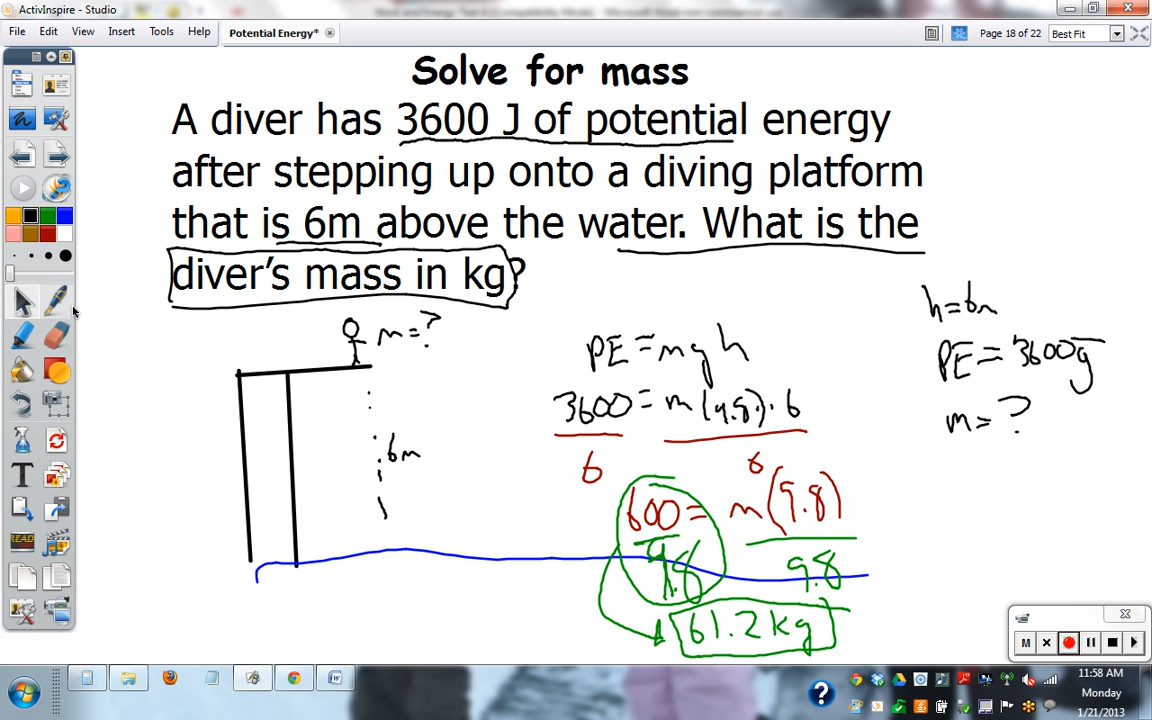 ActivInspire - Studio
File Edit View Insert Tools Help
Potential Energy*
Page 18 of 22
Best Fit
Solve for mass
A diver has 3600 J of potential energy
after stepping up onto a diving platform
that is 6m above the water. What is the
diver's mass in kg?
m=?
6m
PE=mgh
3600=m(9.8)·6
6
6
600=m(9.8)
9.8
9.8
61.2kg
h=6m
PE=3600J
m=?
T
READ
M
11:58 AM
Monday
1/21/2013